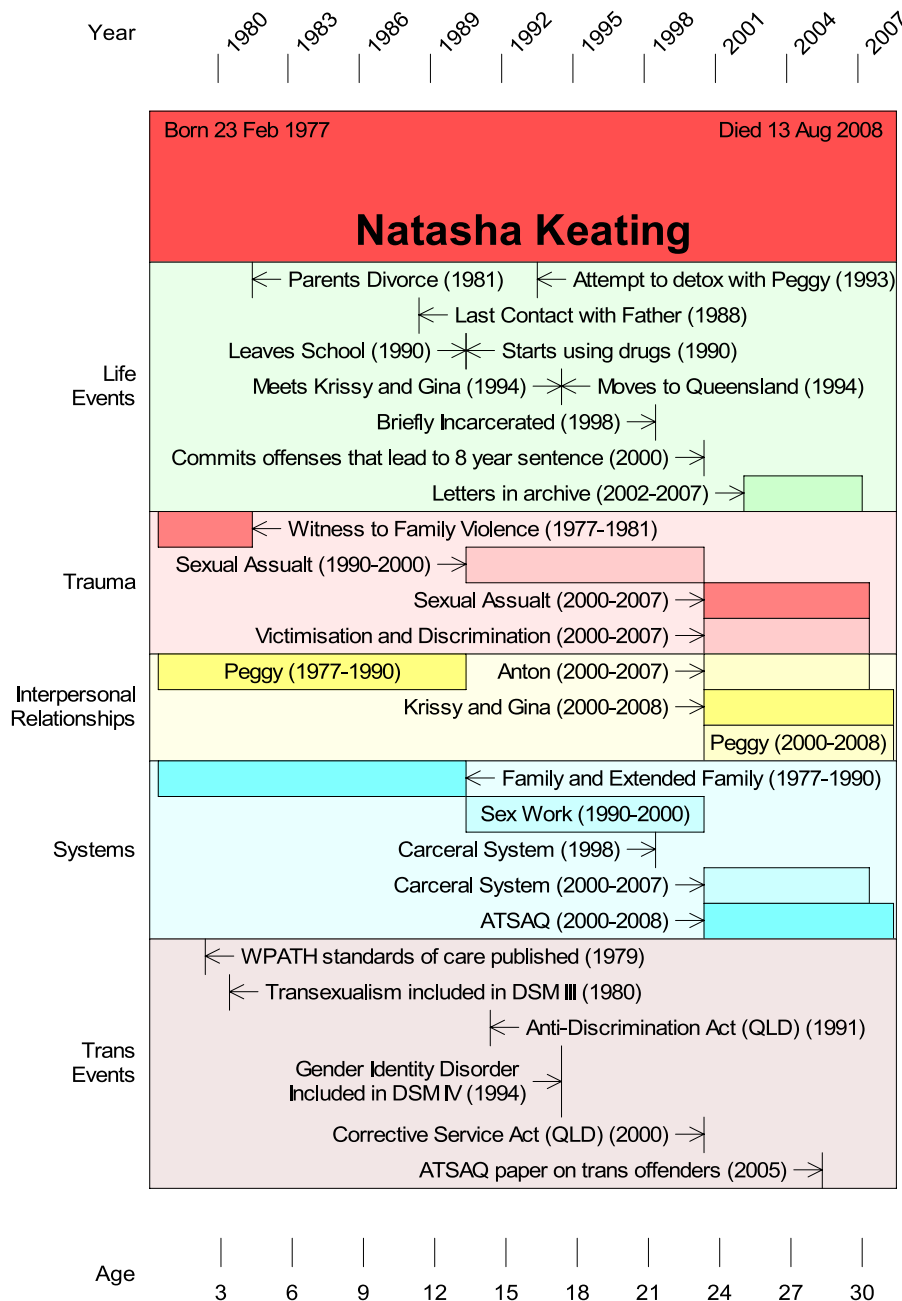 Year
1980 1983 1986 1989 1992 1995 1998 2001 2004 2007
Born 23 Feb 1977 Died 13 Aug 2008
Natasha Keating
Life
Events
Parents Divorce (1981) Attempt to detox with Peggy (1993)
Last Contact with Father (1988)
Leaves School (1990) Starts using drugs (1990)
Meets Krissy and Gina (1994) Moves to Queensland (1994)
Briefly Incarcerated (1998)
Commits offenses that lead to 8 year sentence (2000)
Letters in archive (2002-2007)
Trauma
Witness to Family Violence (1977-1981)
Sexual Assualt (1990-2000)
Sexual Assualt (2000-2007)
Victimisation and Discrimination (2000-2007)
Interpersonal
Relationships
Peggy (1977-1990) Anton (2000-2007)
Krissy and Gina (2000-2008)
Peggy (2000-2008)
Systems
Family and Extended Family (1977-1990)
Sex Work (1990-2000)
Carceral System (1998)
Carceral System (2000-2007)
ATSAQ (2000-2008)
Trans
Events
WPATH standards of care published (1979)
Transexualism included in DSM III (1980)
Anti-Discrimination Act (QLD) (1991)
Gender Identity Disorder
Included in DSM IV (1994)
Corrective Service Act (QLD) (2000)
ATSAQ paper on trans offenders (2005)
Age
3 6 9 12 15 18 21 24 27 30